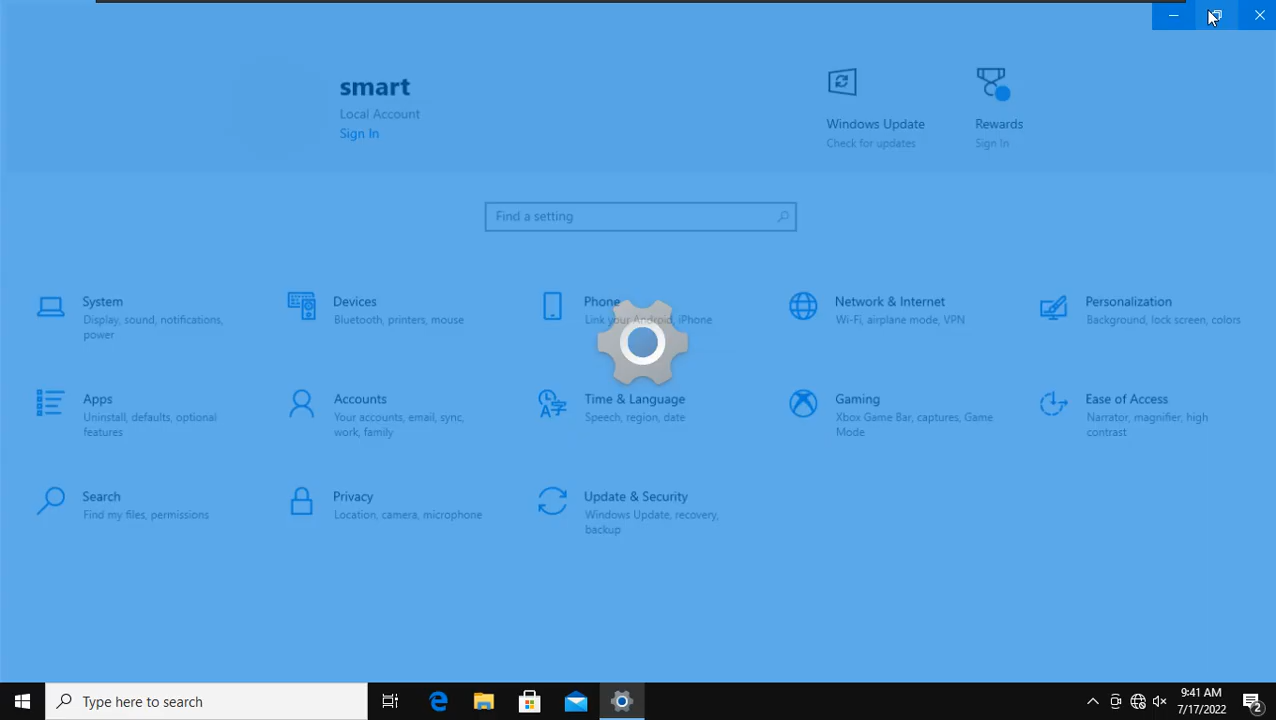 smart
Local Account
Sign In
Windows Update
Check for updates
Rewards
Sign In
Find a setting
System
Display, sound, notifications,
power
Devices
Bluetooth, printers, mouse
Phone
Link your Android, iPhone
Network & Internet
Wi-Fi, airplane mode, VPN
Personalization
Background, lock screen, colors
Apps
Uninstall, defaults, optional
features
Accounts
Your accounts, email, sync,
work, family
Time & Language
Speech, region, date
Gaming
Xbox Game Bar, captures, Game
Mode
Ease of Access
Narrator, magnifier, high
contrast
Search
Find my files, permissions
Privacy
Location, camera, microphone
Update & Security
Windows Update, recovery,
backup
Type here to search
9:41 AM
7/17/2022
2